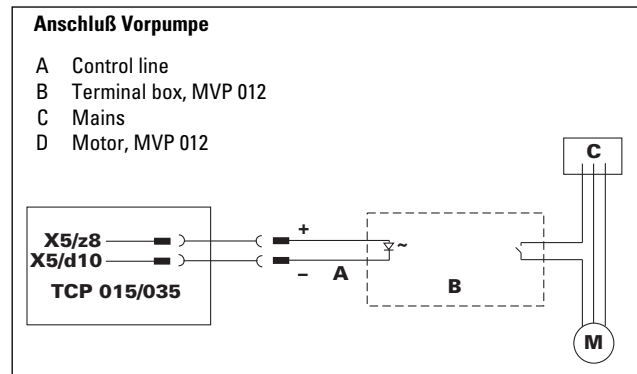 Anschluß Vorpumpe
A Control line
B Terminal box, MVP 012
C Mains
D Motor, MVP 012
C
X5/z8
+
~
X5/d10
– A
B
TCP 015/035
M